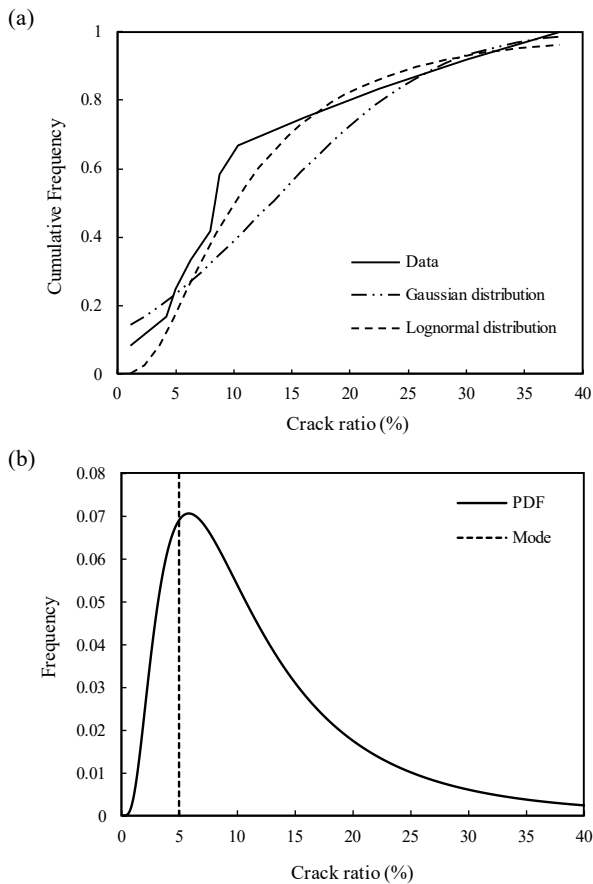 (a)
1
0.8
0.6
0.4
0.2
0
Cumulative Frequency
Data
Gaussian distribution
Lognormal distribution
0 5 10 15 20 25 30 35 40
Crack ratio (%)
(b)
0.08
0.07
0.06
0.05
0.04
0.03
0.02
0.01
0
Frequency
PDF
Mode
0 5 10 15 20 25 30 35 40
Crack ratio (%)